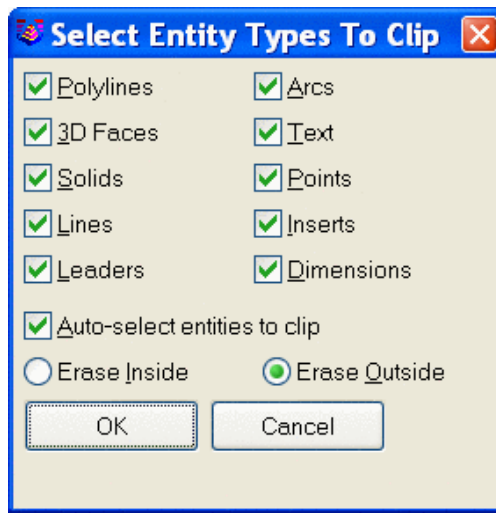 Select Entity Types To Clip
Polylines Arcs
3D Faces Text
Solids Points
Lines Inserts
Leaders Dimensions
Auto-select entities to clip
Erase Inside Erase Outside
OK Cancel